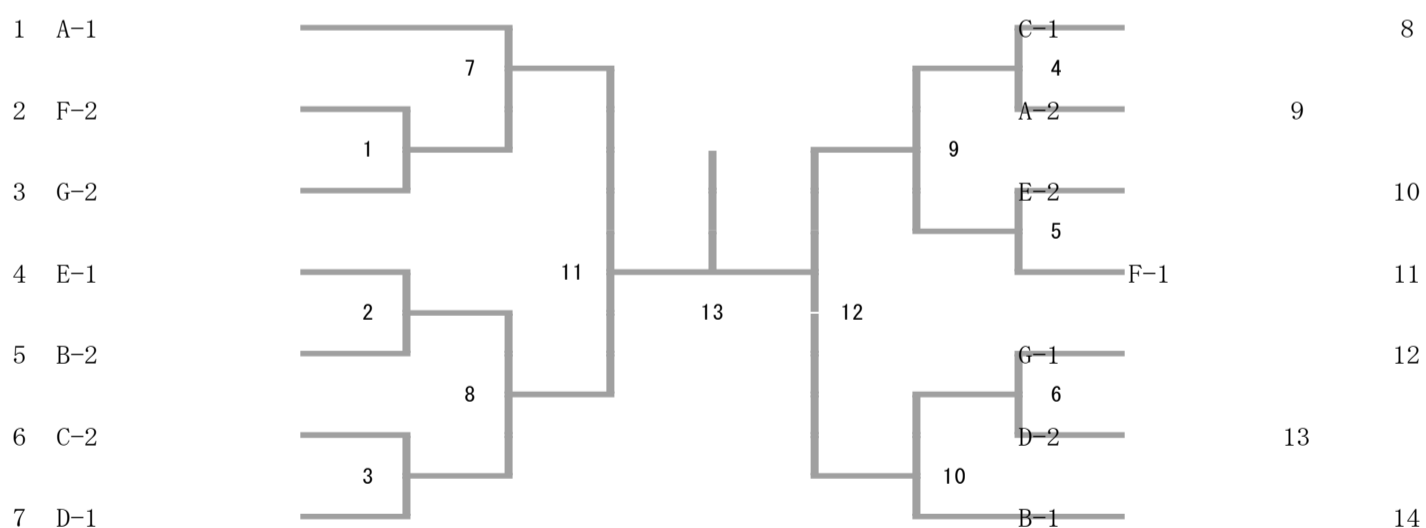 1 A-1 C-1 8
7 4
2 F-2 A-2 9
1 9
3 G-2 E-2 10
5
4 E-1 11 F-1 11
2 13 12
5 B-2 G-1 12
8 6
6 C-2 D-2 13
3 10
7 D-1 B-1 14